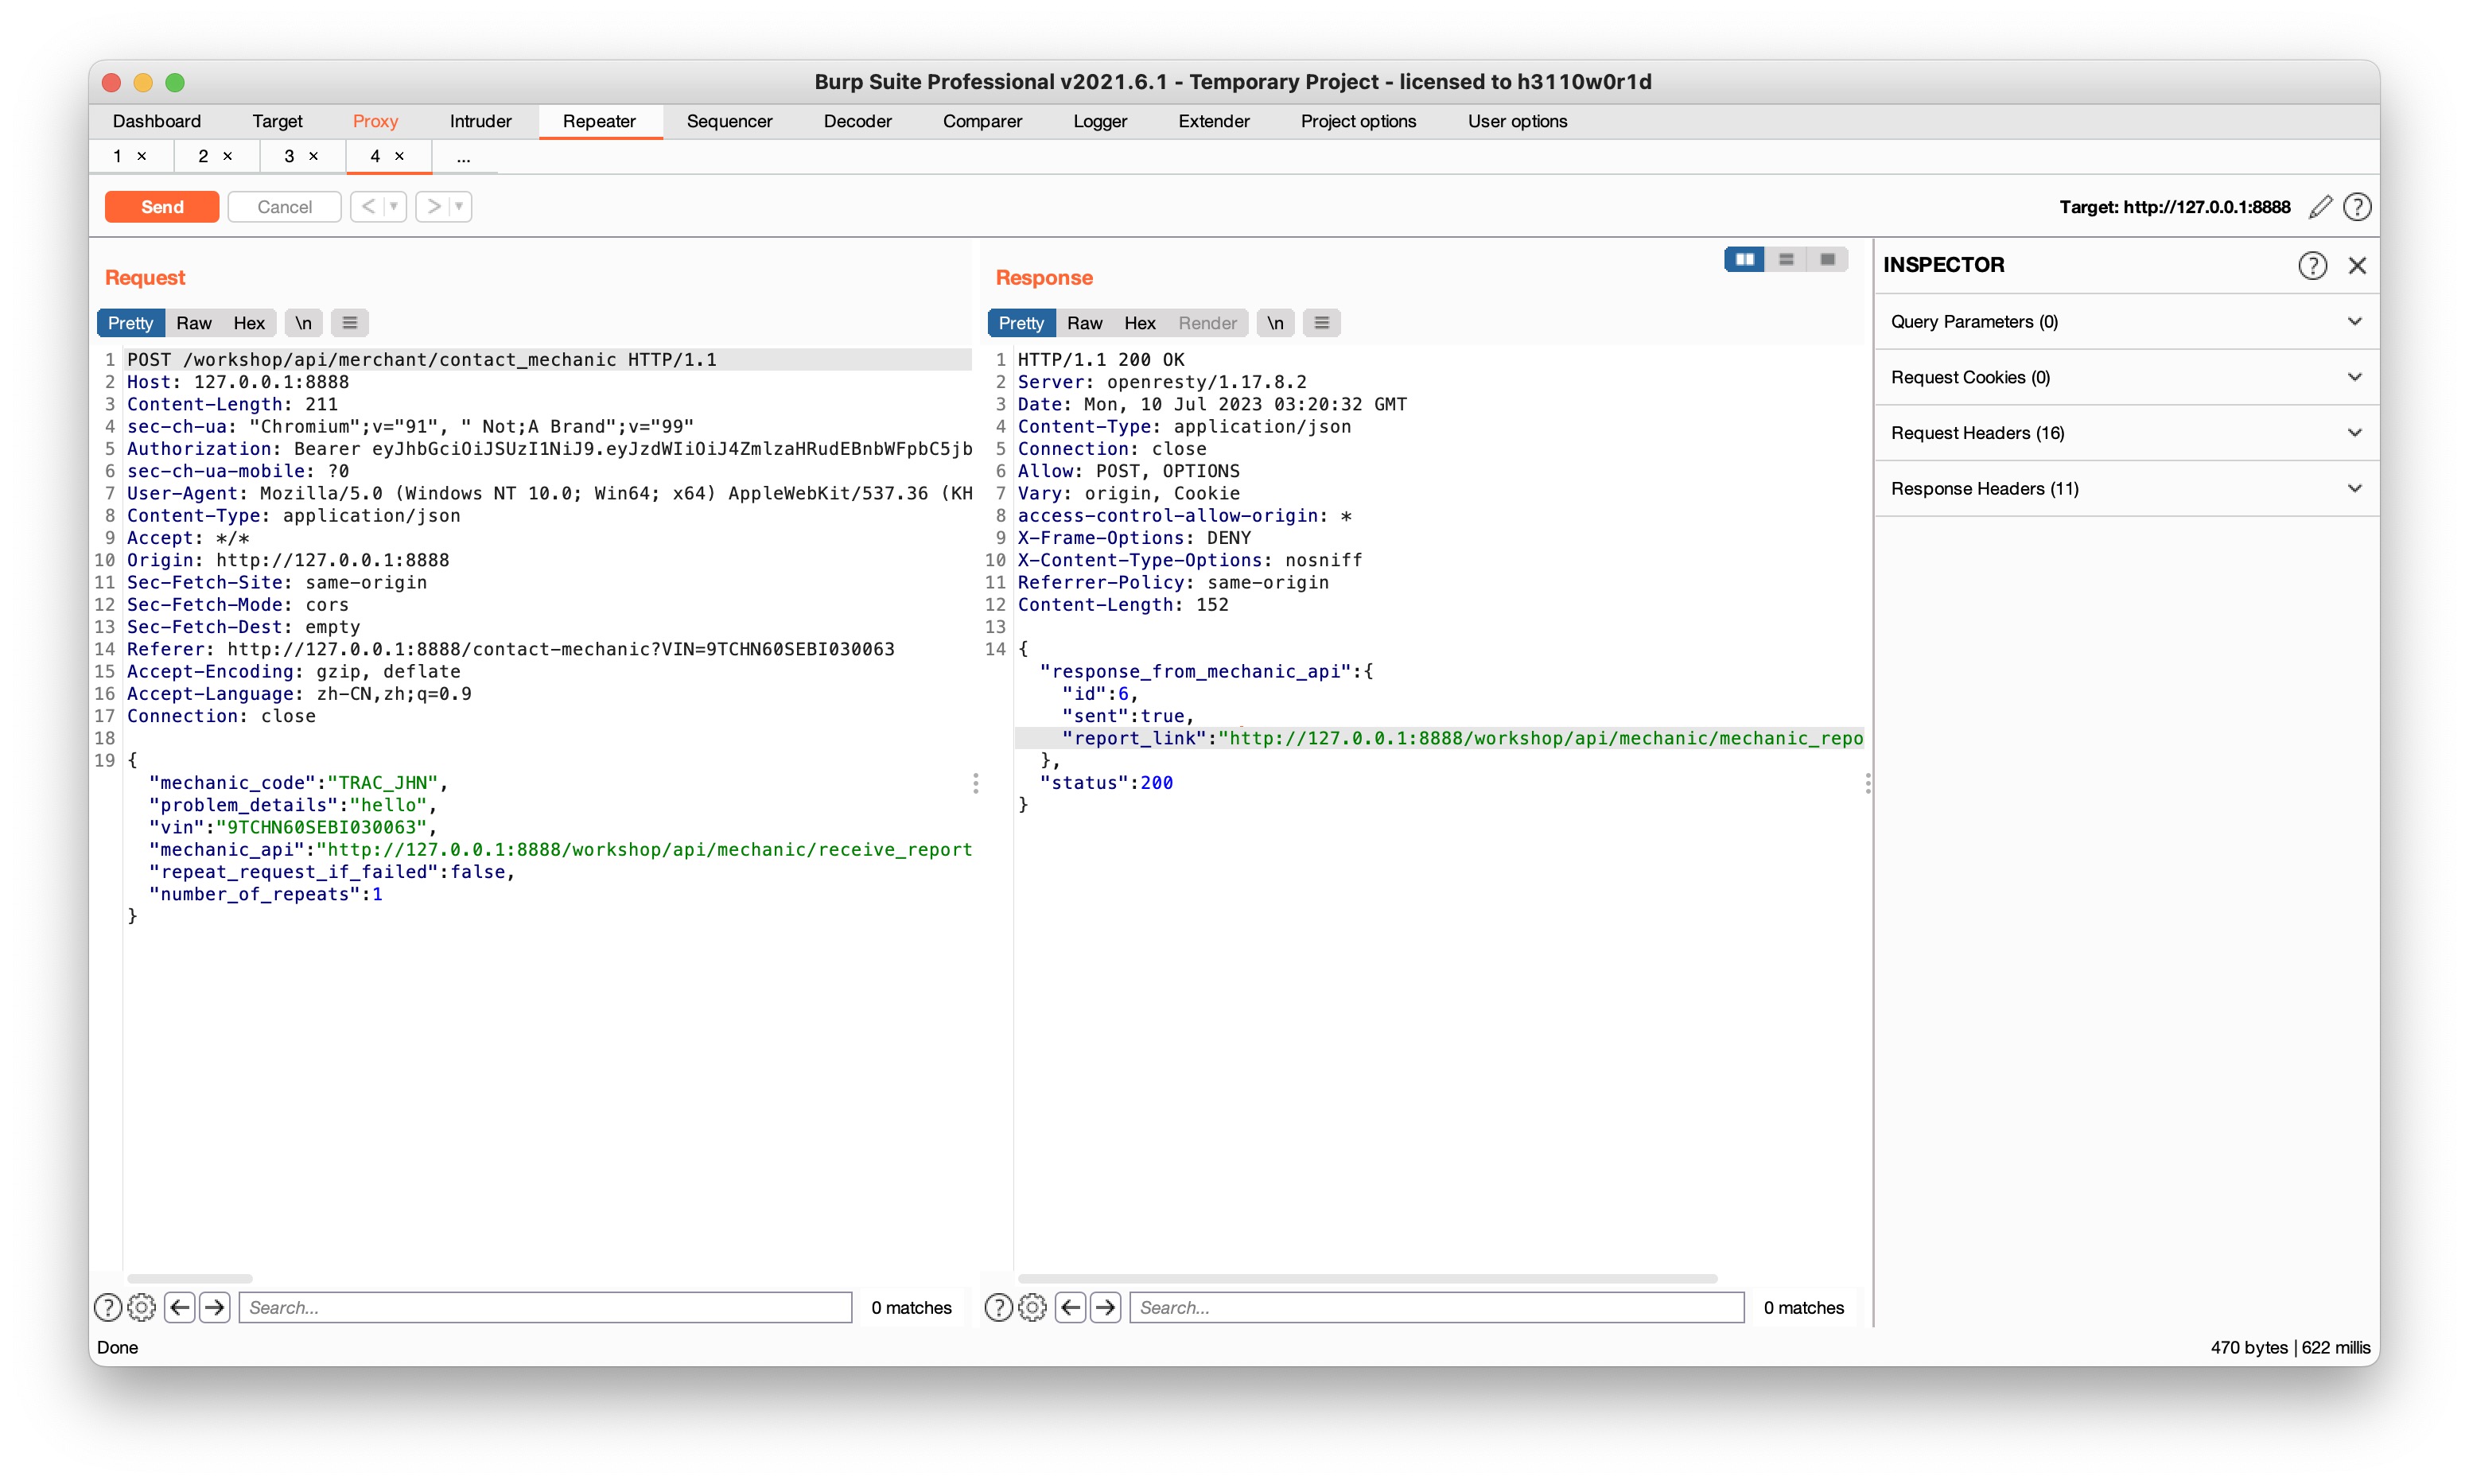 Burp Suite Professional v2021.6.1 - Temporary Project - licensed to h3110w0r1d
Dashboard Target Proxy Intruder Repeater Sequencer Decoder Comparer Logger Extender Project options User options
1 × 2 × 3 × 4 × ...
Send Cancel < > Target: http://127.0.0.1:8888 ?
Request
Pretty Raw Hex \n
1 POST /workshop/api/merchant/contact_mechanic HTTP/1.1
2 Host: 127.0.0.1:8888
3 Content-Length: 211
4 sec-ch-ua: "Chromium";v="91", " Not;A Brand";v="99"
5 Authorization: Bearer eyJhbGciOiJSUzI1NiJ9.eyJzdWIiOiJ4ZmlzaHRudEBnbWFpbC5jb
6 sec-ch-ua-mobile: ?0
7 User-Agent: Mozilla/5.0 (Windows NT 10.0; Win64; x64) AppleWebKit/537.36 (KH
8 Content-Type: application/json
9 Accept: */*
10 Origin: http://127.0.0.1:8888
11 Sec-Fetch-Site: same-origin
12 Sec-Fetch-Mode: cors
13 Sec-Fetch-Dest: empty
14 Referer: http://127.0.0.1:8888/contact-mechanic?VIN=9TCHN60SEBI030063
15 Accept-Encoding: gzip, deflate
16 Accept-Language: zh-CN,zh;q=0.9
17 Connection: close
18
19 {
"mechanic_code":"TRAC_JHN",
"problem_details":"hello",
"vin":"9TCHN60SEBI030063",
"mechanic_api":"http://127.0.0.1:8888/workshop/api/mechanic/receive_report
"repeat_request_if_failed":false,
"number_of_repeats":1
}
? Search... 0 matches
Response
Pretty Raw Hex Render \n
1 HTTP/1.1 200 OK
2 Server: openresty/1.17.8.2
3 Date: Mon, 10 Jul 2023 03:20:32 GMT
4 Content-Type: application/json
5 Connection: close
6 Allow: POST, OPTIONS
7 Vary: origin, Cookie
8 access-control-allow-origin: *
9 X-Frame-Options: DENY
10 X-Content-Type-Options: nosniff
11 Referrer-Policy: same-origin
12 Content-Length: 152
13
14 {
"response_from_mechanic_api":{
"id":6,
"sent":true,
"report_link":"http://127.0.0.1:8888/workshop/api/mechanic/mechanic_repo
},
"status":200
}
? Search... 0 matches
INSPECTOR ?
Query Parameters (0)
Request Cookies (0)
Request Headers (16)
Response Headers (11)
Done 470 bytes | 622 millis